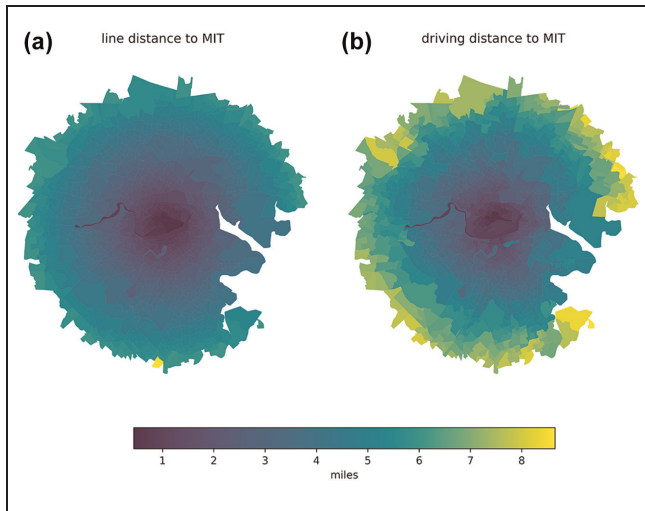 (a) line distance to MIT
(b) driving distance to MIT
1 2 3 4 5 6 7 8
miles